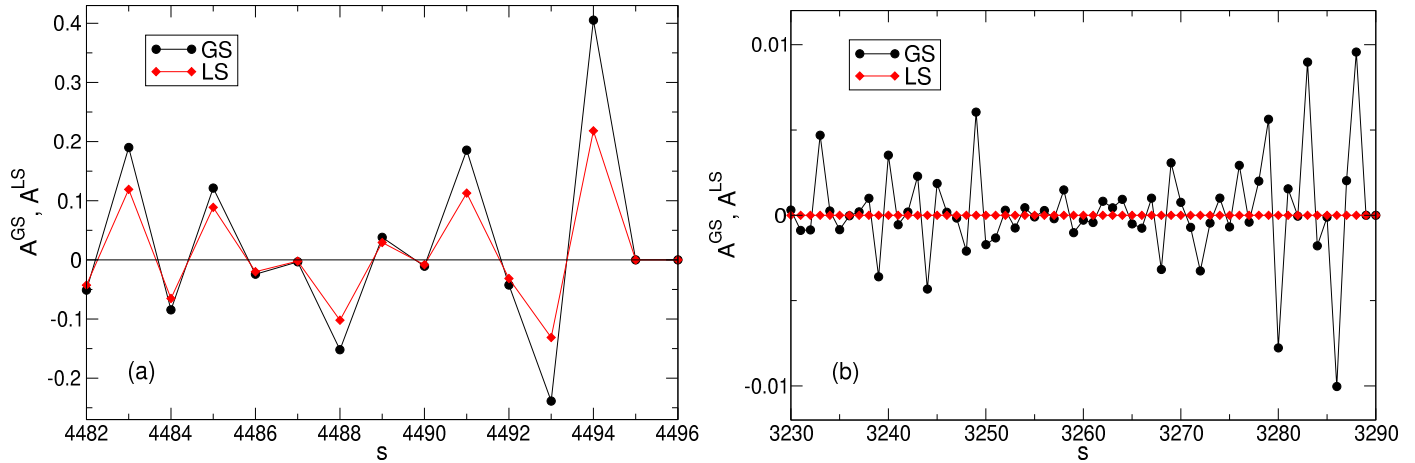 0.4
0.3
0.2
0.1
0
-0.1
-0.2
A^GS, A^LS
GS
LS
(a)
4482 4484 4486 4488 4490 4492 4494 4496
s
0.01
0
-0.01
A^GS, A^LS
GS
LS
(b)
3230 3240 3250 3260 3270 3280 3290
s